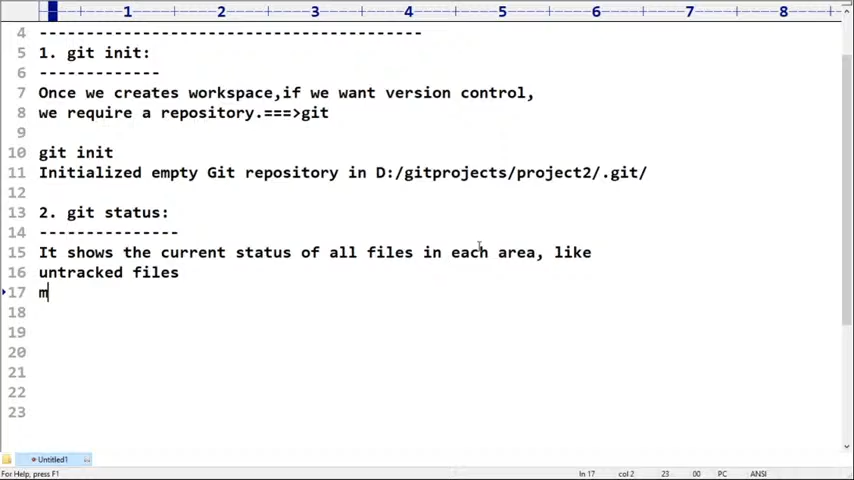 1 2 3 4 5 6 7 8
4 -----------------------------------------
5 1. git init:
6 -------------
7 Once we creates workspace,if we want version control,
8 we require a repository.===>git
9
10 git init
11 Initialized empty Git repository in D:/gitprojects/project2/.git/
12
13 2. git status:
14 ---------------
15 It shows the current status of all files in each area, like
16 untracked files
17 m
18
19
20
21
22
23
Untitled1
For Help, press F1 ln 17 col 2 23 00 PC ANSI